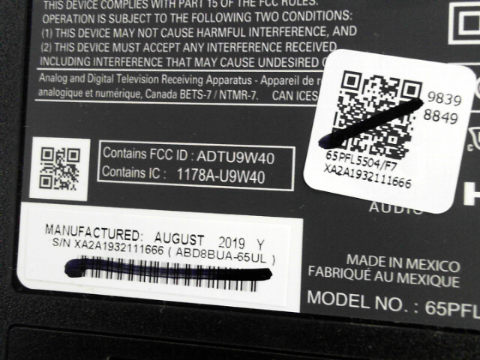 THIS DEVICE COMPLIES WITH PART 15 OF THE FCC RULES.
OPERATION IS SUBJECT TO THE FOLLOWING TWO CONDITIONS:
(1) THIS DEVICE MAY NOT CAUSE HARMFUL INTERFERENCE, AND
(2) THIS DEVICE MUST ACCEPT ANY INTERFERENCE RECEIVED,
INCLUDING INTERFERENCE THAT MAY CAUSE UNDESIRED
Analog and Digital Television Receiving Apparatus - Appareil de
analogique et numérique, Canada BETS-7 / NTMR-7. CAN ICES
9839
8849
65PFL5504/F7
XA2A1932111666
Contains FCC ID : ADTU9W40
Contains IC : 1178A-U9W40
AUDIO
MANUFACTURED: AUGUST 2019 Y
S/N XA2A1932111666 ( ABD8BUA-65UL )
MADE IN MEXICO
FABRIQUÉ AU MEXIQUE
MODEL NO. : 65PFL